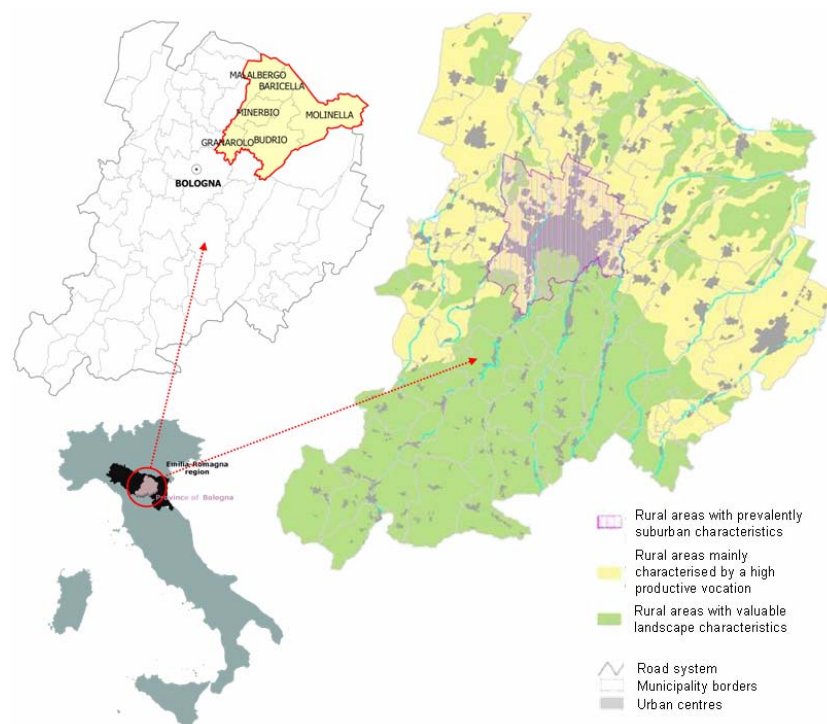 MALALBERGO
BARICELLA
MINERBIO
MOLINELLA
GRANAROLO
BUDRIO
BOLOGNA
Emilia-Romagna
region
Province of Bologna
Rural areas with prevalently
suburban characteristics
Rural areas mainly
characterised by a high
productive vocation
Rural areas with valuable
landscape characteristics
Road system
Municipality borders
Urban centres